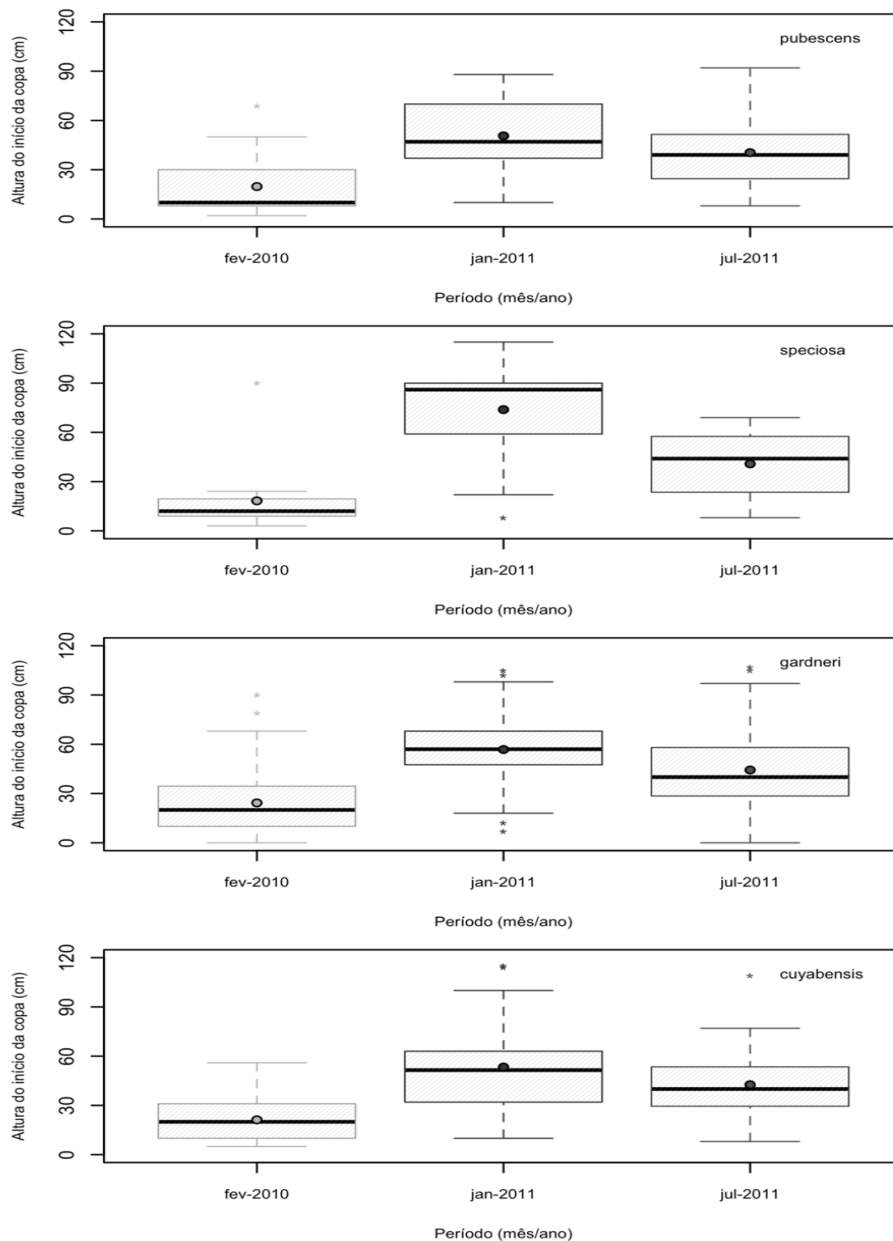 Altura do início da copa (cm)
120
90
60
30
0
pubescens
fev-2010 jan-2011 jul-2011
Período (mês/ano)
Altura do início da copa (cm)
120
90
60
30
0
speciosa
fev-2010 jan-2011 jul-2011
Período (mês/ano)
Altura do início da copa (cm)
120
90
60
30
0
gardneri
fev-2010 jan-2011 jul-2011
Período (mês/ano)
Altura do início da copa (cm)
120
90
60
30
0
cuyabensis
fev-2010 jan-2011 jul-2011
Período (mês/ano)